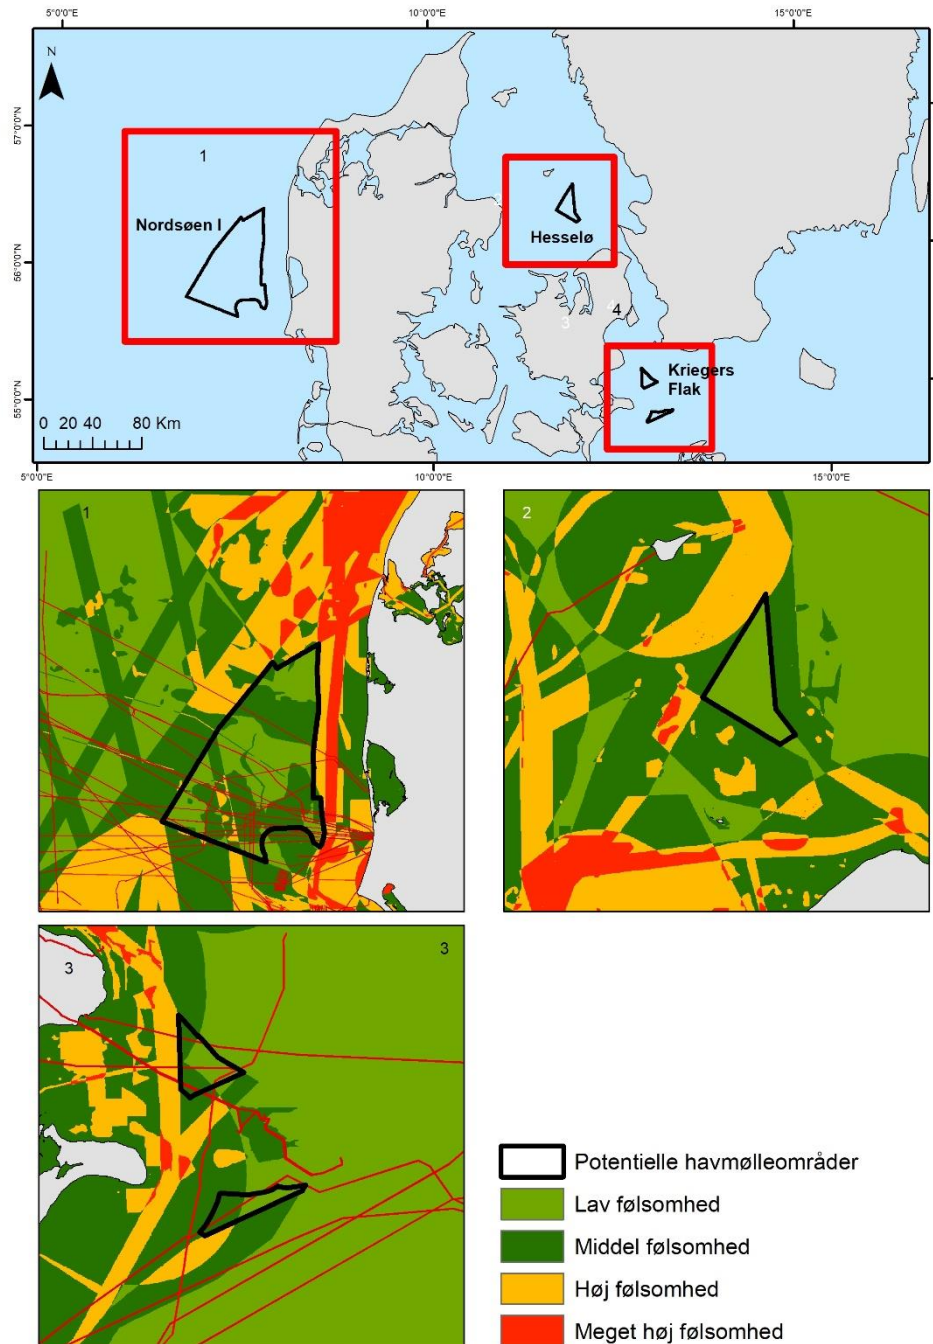 5°0'0"E 10°0'0"E 15°0'0"E
N
57°0'0"N
1
2
Nordsøen I
Hesselø
56°0'0"N
4
4
3
Kriegers
Flak
55°0'0"N
0 20 40 80 Km
5°0'0"E 10°0'0"E 15°0'0"E
1
2
3
3
Potentielle havmølleområder
Lav følsomhed
Middel følsomhed
Høj følsomhed
Meget høj følsomhed